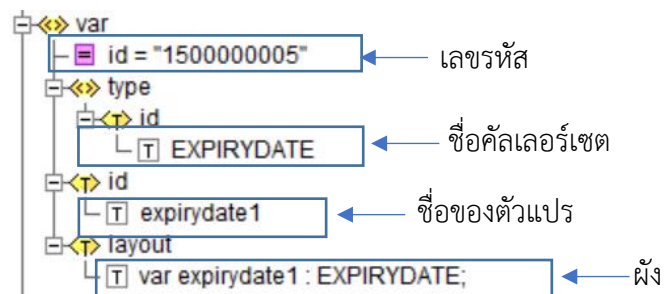 var
id = "1500000005" เลขรหัส
type
id
EXPIRYDATE ชื่อคัลเลอร์เซต
id
expirydate1 ชื่อของตัวแปร
layout
var expirydate1 : EXPIRYDATE; ผัง